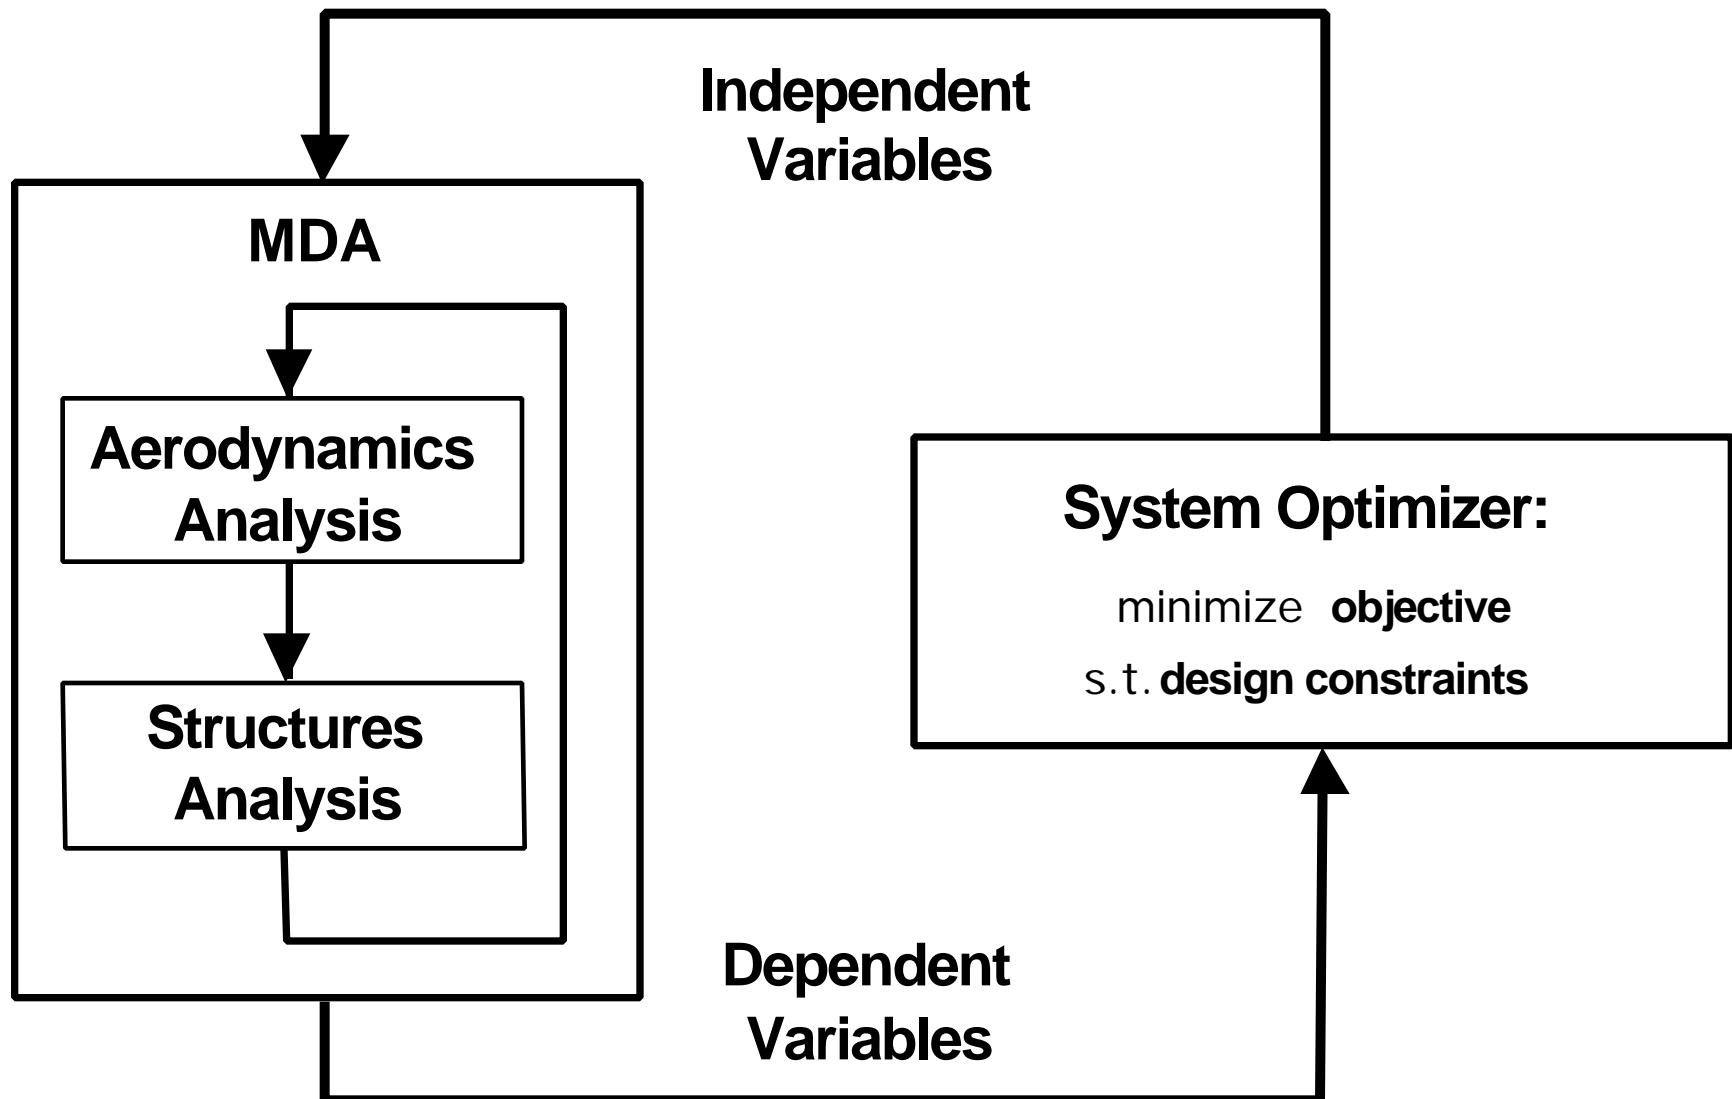 Independent
Variables
MDA
Aerodynamics
Analysis
Structures
Analysis
System Optimizer:
minimize objective
s.t. design constraints
Dependent
Variables